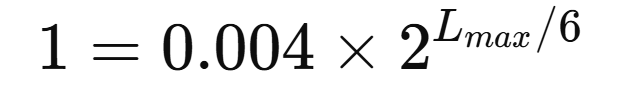 1 = 0.004 × 2^{L_{max}/6}